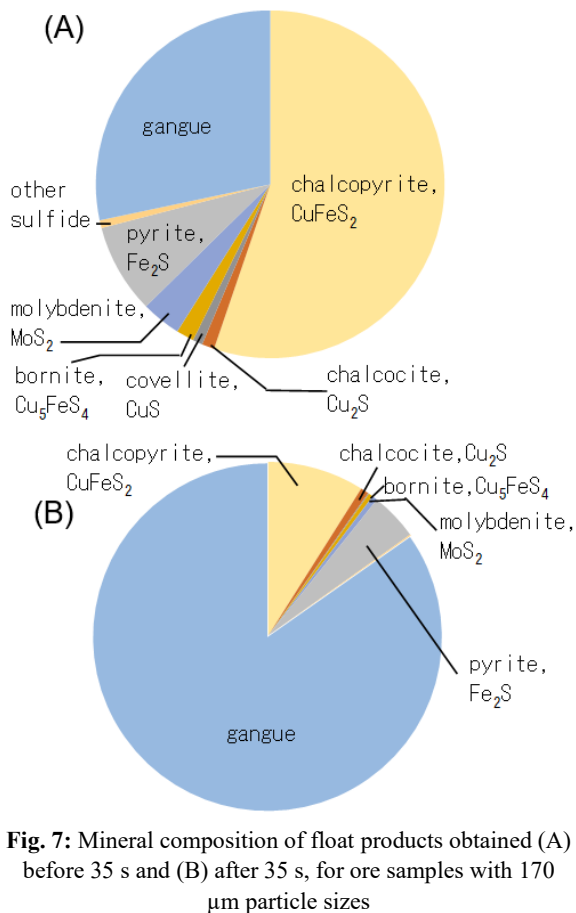 (A)
gangue
chalcopyrite,
CuFeS₂
other
sulfide
pyrite,
Fe₂S
molybdenite,
MoS₂
bornite,
Cu₅FeS₄
covellite,
CuS
chalcocite,
Cu₂S
chalcopyrite,
CuFeS₂
(B)
chalcocite,Cu₂S
bornite,Cu₅FeS₄
molybdenite,
MoS₂
pyrite,
Fe₂S
gangue
Fig. 7: Mineral composition of float products obtained (A)
before 35 s and (B) after 35 s, for ore samples with 170
µm particle sizes